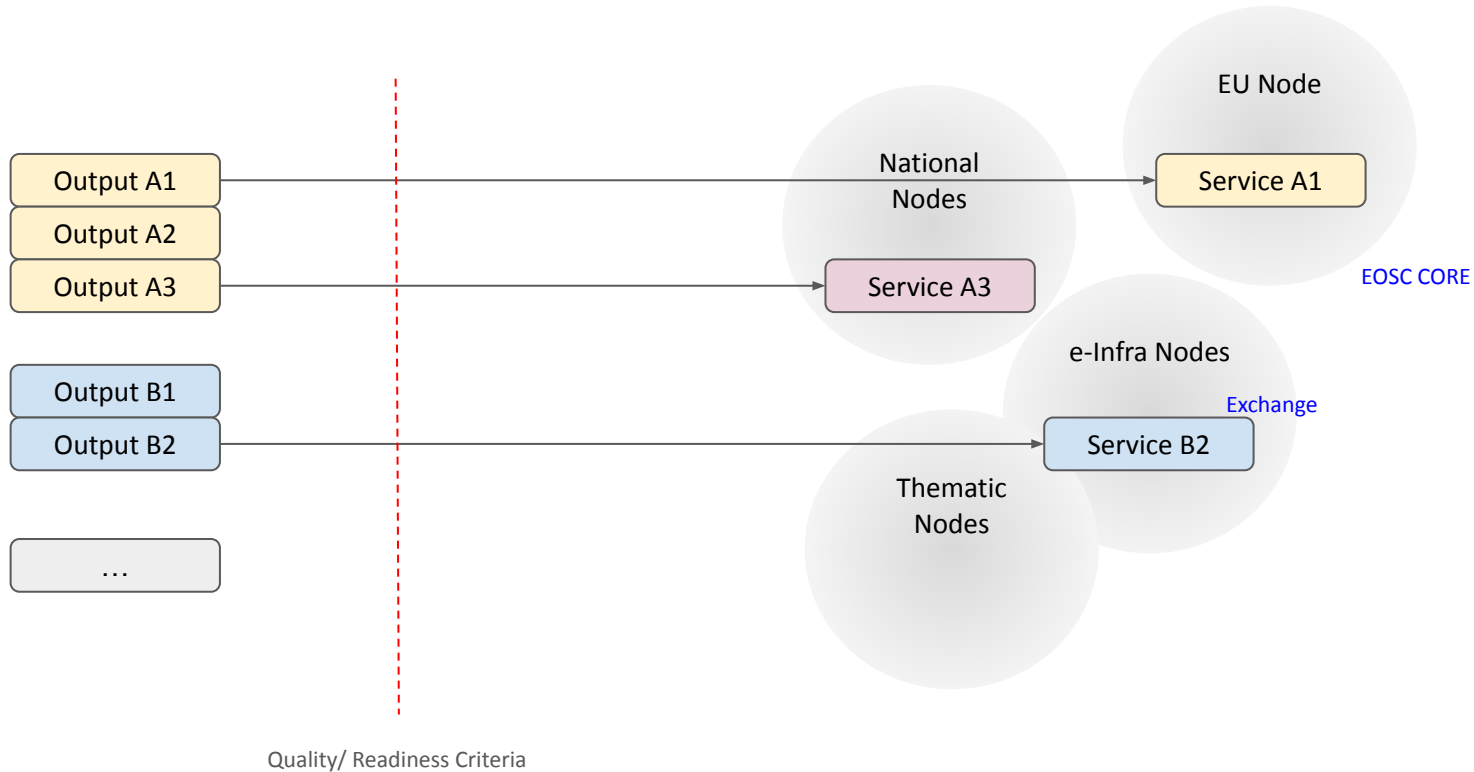 EU Node
National
Nodes
Output A1
Service A1
Output A2
Output A3
Service A3
EOSC CORE
e-Infra Nodes
Output B1
Exchange
Output B2
Service B2
Thematic
Nodes
...
Quality/ Readiness Criteria